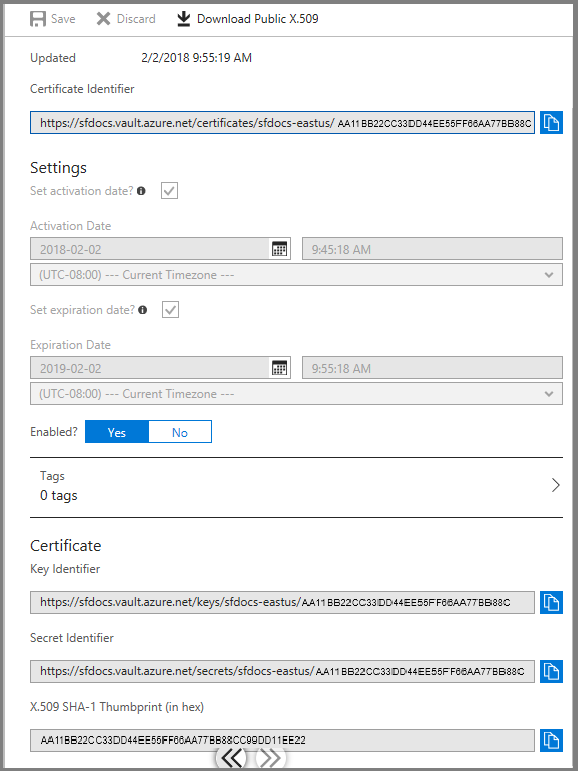 Save Discard Download Public X.509
Updated 2/2/2018 9:55:19 AM
Certificate Identifier
https://sfdocs.vault.azure.net/certificates/sfdocs-eastus/ AA11BB22CC33DD44EE55FF66AA77BB88C
Settings
Set activation date?
Activation Date
2018-02-02 9:45:18 AM
(UTC-08:00) --- Current Timezone ---
Set expiration date?
Expiration Date
2019-02-02 9:55:18 AM
(UTC-08:00) --- Current Timezone ---
Enabled? Yes No
Tags
0 tags
Certificate
Key Identifier
https://sfdocs.vault.azure.net/keys/sfdocs-eastus/AA11BB22CC33DD44EE55FF66AA77BB88C
Secret Identifier
https://sfdocs.vault.azure.net/secrets/sfdocs-eastus/AA11BB22CC33DD44EE55FF66AA77BB88C
X.509 SHA-1 Thumbprint (in hex)
AA11BB22CC33DD44EE55FF66AA77BB88CC99DD11EE22